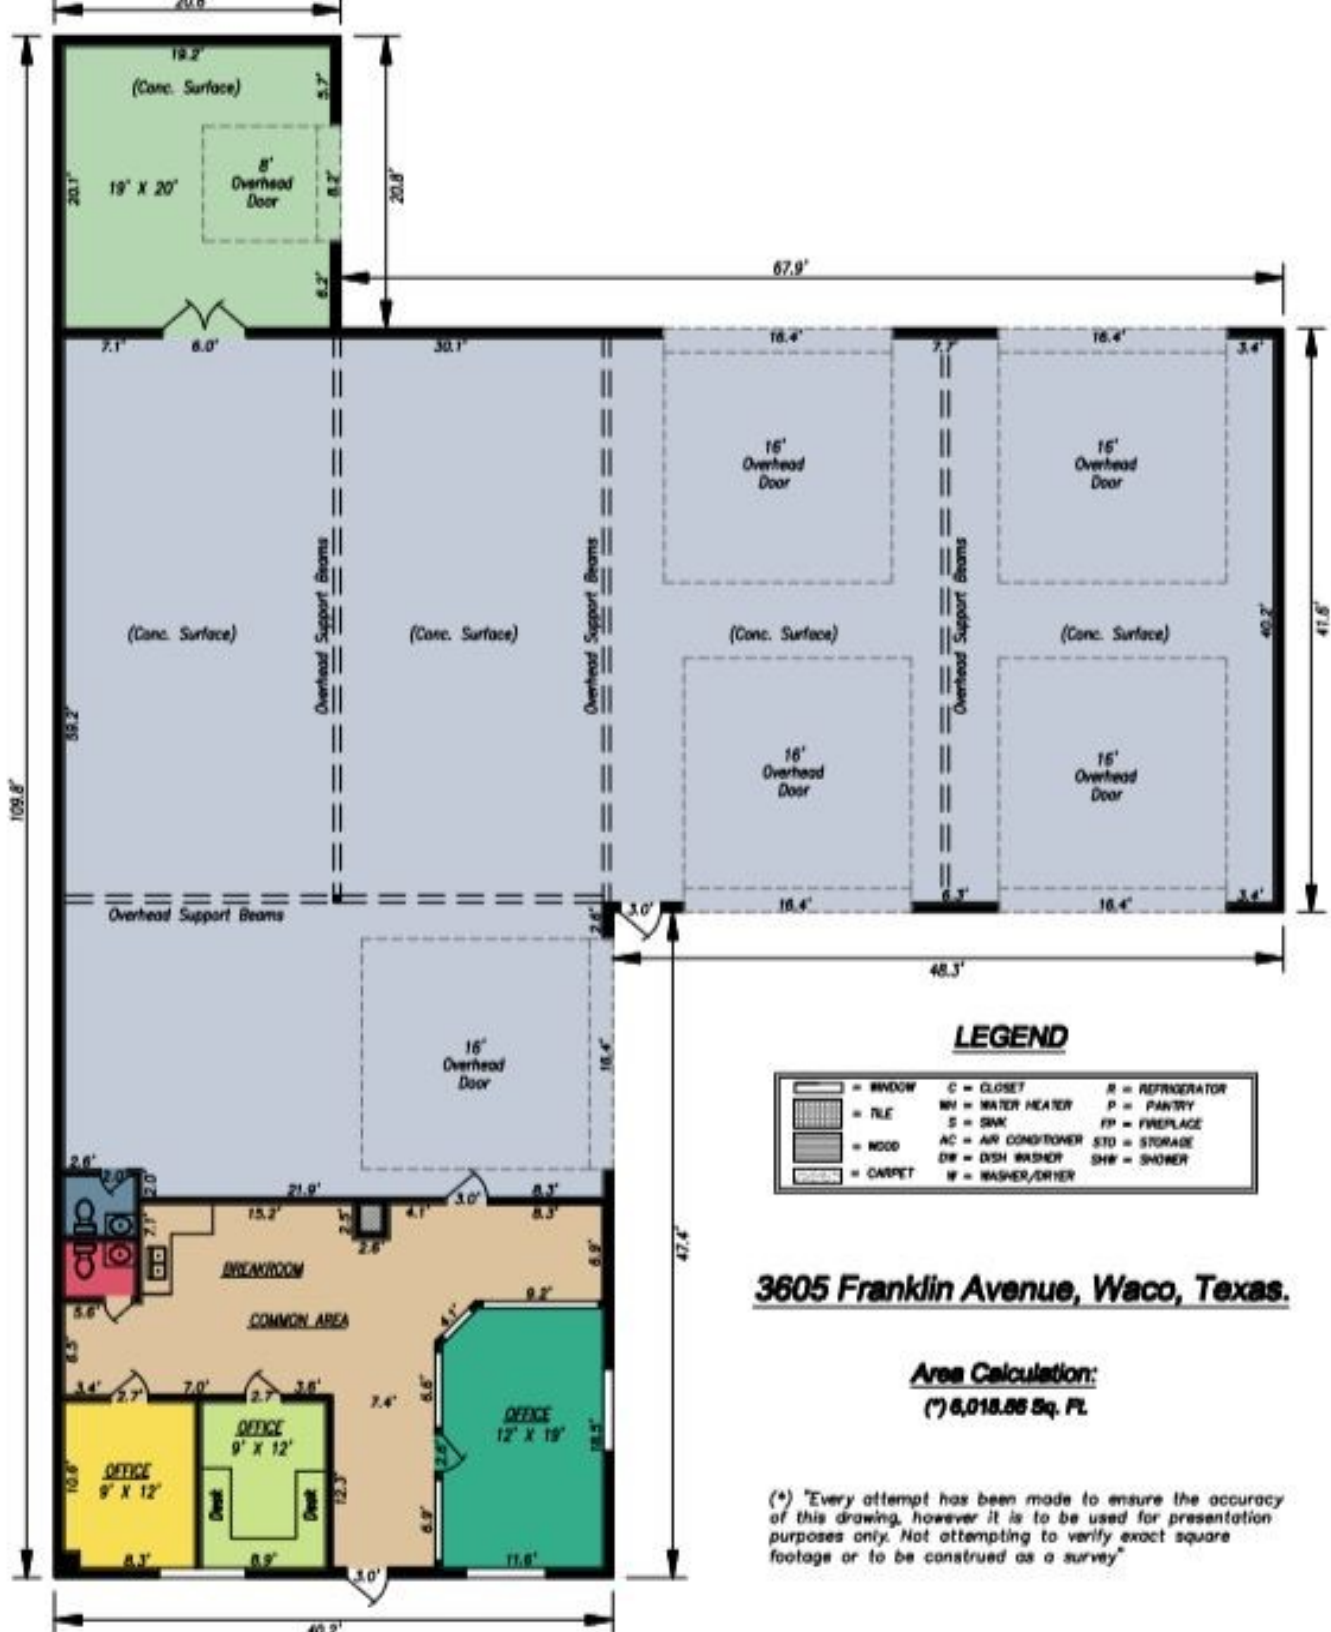 20.6'
19.2'
(Conc. Surface)
5.7'
8'
Overhead
Door
19' X 20'
20.1'
8.2'
20.8'
6.2'
67.9'
7.1'
6.0'
30.1'
16.4'
7.7'
16.4'
3.4'
16'
Overhead
Door
16'
Overhead
Door
Overhead Support Beams
Overhead Support Beams
Overhead Support Beams
(Conc. Surface)
(Conc. Surface)
(Conc. Surface)
(Conc. Surface)
40.2'
41.6'
59.2'
109.8'
16'
Overhead
Door
16'
Overhead
Door
Overhead Support Beams
2.6'
3.0'
16.4'
6.3'
16.4'
3.4'
48.3'
16'
Overhead
Door
16.4'
LEGEND
= WINDOW
= TILE
= WOOD
= CARPET
C = CLOSET
WH = WATER HEATER
S = SINK
AC = AIR CONDITIONER
DW = DISH WASHER
W = WASHER/DRYER
R = REFRIGERATOR
P = PANTRY
FP = FIREPLACE
STO = STORAGE
SHW = SHOWER
2.6'
2.0'
2.0'
21.9'
3.0'
8.3'
7.1'
15.2'
2.5'
2.6'
4.1'
8.3'
6.9'
47.4'
BREAKROOM
COMMON AREA
5.6'
9.2'
4.1'
3.4'
2.7'
7.0'
2.7'
3.6'
7.4'
6.6'
OFFICE
9' X 12'
OFFICE
12' X 19'
18.5'
2.6'
OFFICE
9' X 12'
10.6'
Desk
Desk
12.3'
6.9'
8.3'
8.9'
3.0'
11.6'
40.2'
3605 Franklin Avenue, Waco, Texas.
Area Calculation:
(*) 6,018.86 Sq. Ft.
(*) "Every attempt has been made to ensure the accuracy
of this drawing, however it is to be used for presentation
purposes only. Not attempting to verify exact square
footage or to be construed as a survey"